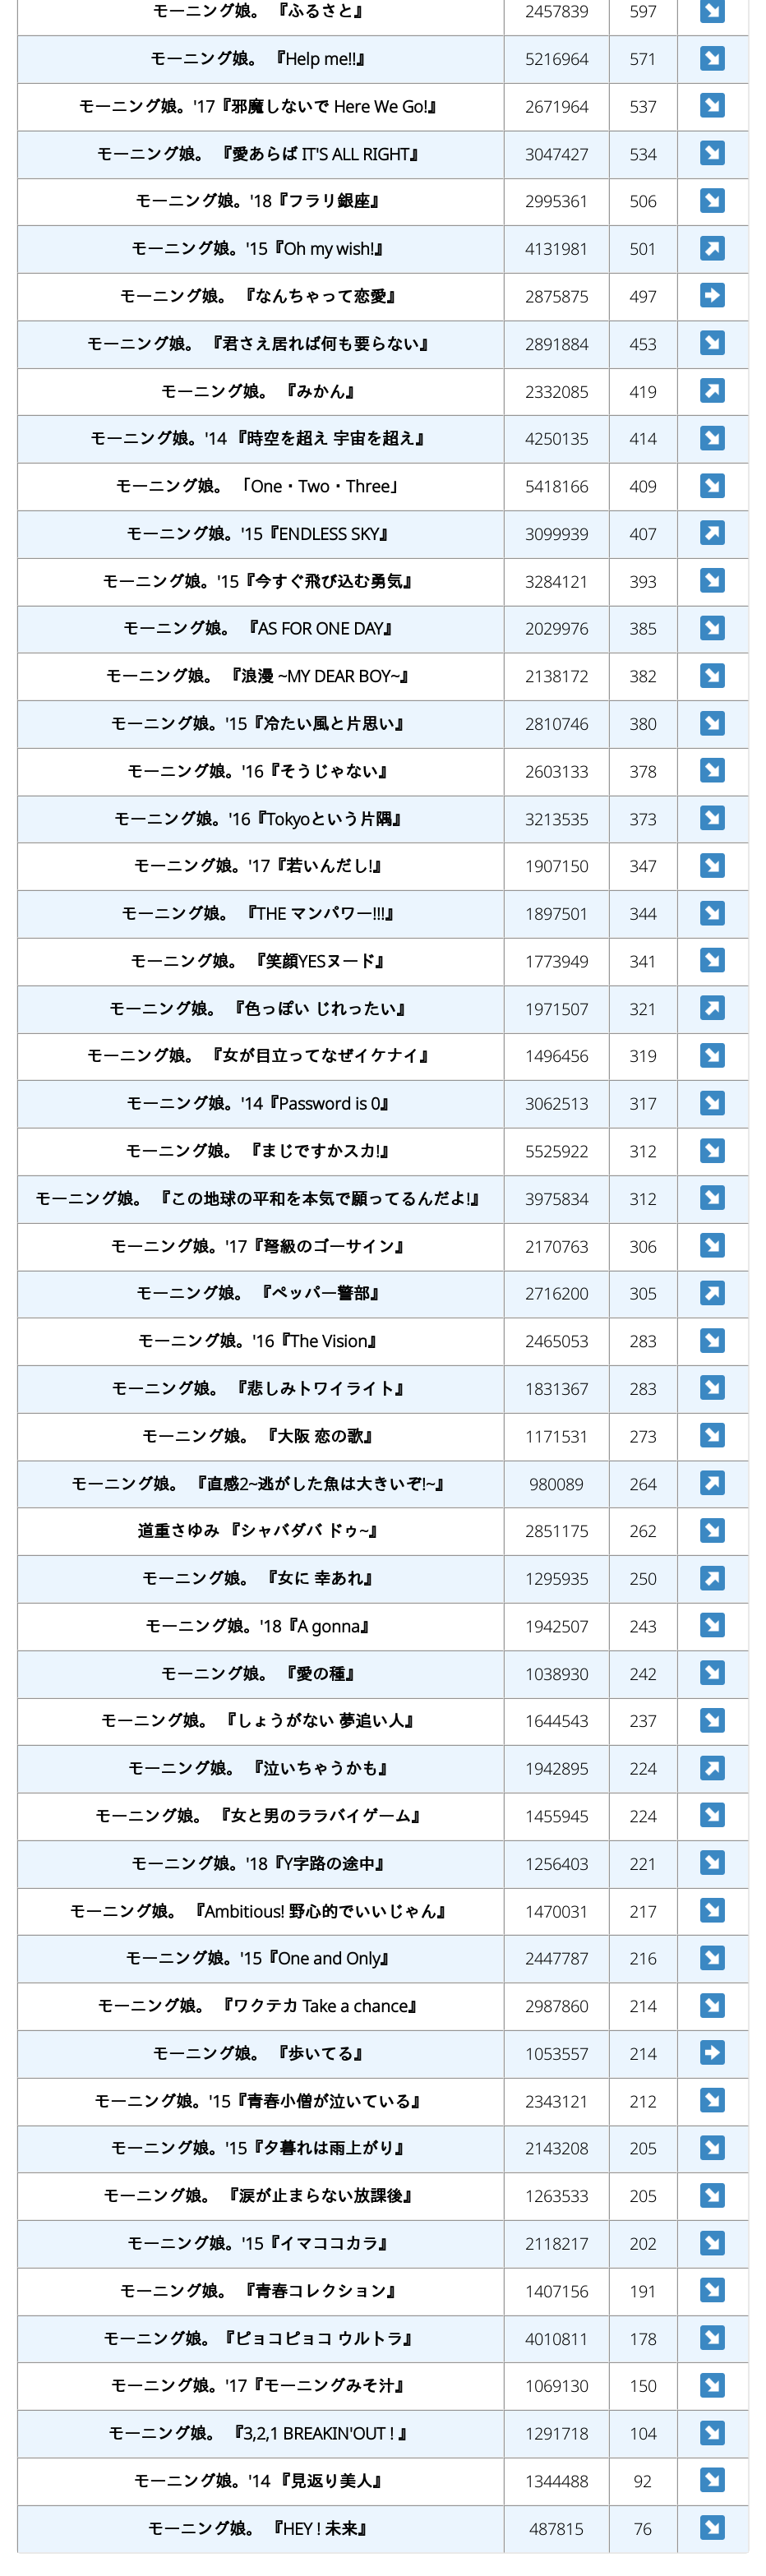 モーニング娘。 『ふるさと』 2457839 597 ↘
モーニング娘。 『Help me!!』 5216964 571 ↘
モーニング娘。'17『邪魔しないで Here We Go!』 2671964 537 ↘
モーニング娘。 『愛あらば IT'S ALL RIGHT』 3047427 534 ↘
モーニング娘。'18『フラリ銀座』 2995361 506 ↘
モーニング娘。'15『Oh my wish!』 4131981 501 ↗
モーニング娘。 『なんちゃって恋愛』 2875875 497 ➡
モーニング娘。 『君さえ居れば何も要らない』 2891884 453 ↘
モーニング娘。 『みかん』 2332085 419 ↗
モーニング娘。'14 『時空を超え 宇宙を超え』 4250135 414 ↘
モーニング娘。 「One・Two・Three」 5418166 409 ↘
モーニング娘。'15『ENDLESS SKY』 3099939 407 ↗
モーニング娘。'15『今すぐ飛び込む勇気』 3284121 393 ↘
モーニング娘。 『AS FOR ONE DAY』 2029976 385 ↘
モーニング娘。 『浪漫 ~MY DEAR BOY~』 2138172 382 ↘
モーニング娘。'15『冷たい風と片思い』 2810746 380 ↘
モーニング娘。'16『そうじゃない』 2603133 378 ↘
モーニング娘。'16『Tokyoという片隅』 3213535 373 ↘
モーニング娘。'17『若いんだし!』 1907150 347 ↘
モーニング娘。 『THE マンパワー!!!』 1897501 344 ↘
モーニング娘。 『笑顔YESヌード』 1773949 341 ↘
モーニング娘。 『色っぽい じれったい』 1971507 321 ↗
モーニング娘。 『女が目立ってなぜイケナイ』 1496456 319 ↘
モーニング娘。'14『Password is 0』 3062513 317 ↘
モーニング娘。 『まじですかスカ!』 5525922 312 ↘
モーニング娘。 『この地球の平和を本気で願ってるんだよ!』 3975834 312 ↘
モーニング娘。'17『弩級のゴーサイン』 2170763 306 ↘
モーニング娘。 『ペッパー警部』 2716200 305 ↗
モーニング娘。'16『The Vision』 2465053 283 ↘
モーニング娘。 『悲しみトワイライト』 1831367 283 ↘
モーニング娘。 『大阪 恋の歌』 1171531 273 ↘
モーニング娘。 『直感2~逃がした魚は大きいぞ!~』 980089 264 ↗
道重さゆみ 『シャバダバ ドゥ~』 2851175 262 ↘
モーニング娘。 『女に 幸あれ』 1295935 250 ↗
モーニング娘。'18『A gonna』 1942507 243 ↘
モーニング娘。 『愛の種』 1038930 242 ↘
モーニング娘。 『しょうがない 夢追い人』 1644543 237 ↘
モーニング娘。 『泣いちゃうかも』 1942895 224 ↗
モーニング娘。 『女と男のララバイゲーム』 1455945 224 ↘
モーニング娘。'18『Y字路の途中』 1256403 221 ↘
モーニング娘。 『Ambitious! 野心的でいいじゃん』 1470031 217 ↘
モーニング娘。'15『One and Only』 2447787 216 ↘
モーニング娘。 『ワクテカ Take a chance』 2987860 214 ↘
モーニング娘。 『歩いてる』 1053557 214 ➡
モーニング娘。'15『青春小僧が泣いている』 2343121 212 ↘
モーニング娘。'15『夕暮れは雨上がり』 2143208 205 ↘
モーニング娘。 『涙が止まらない放課後』 1263533 205 ↘
モーニング娘。'15『イマココカラ』 2118217 202 ↘
モーニング娘。 『青春コレクション』 1407156 191 ↘
モーニング娘。『ピョコピョコ ウルトラ』 4010811 178 ↘
モーニング娘。'17『モーニングみそ汁』 1069130 150 ↘
モーニング娘。 『3,2,1 BREAKIN'OUT ! 』 1291718 104 ↘
モーニング娘。'14 『見返り美人』 1344488 92 ↘
モーニング娘。 『HEY ! 未来』 487815 76 ↘